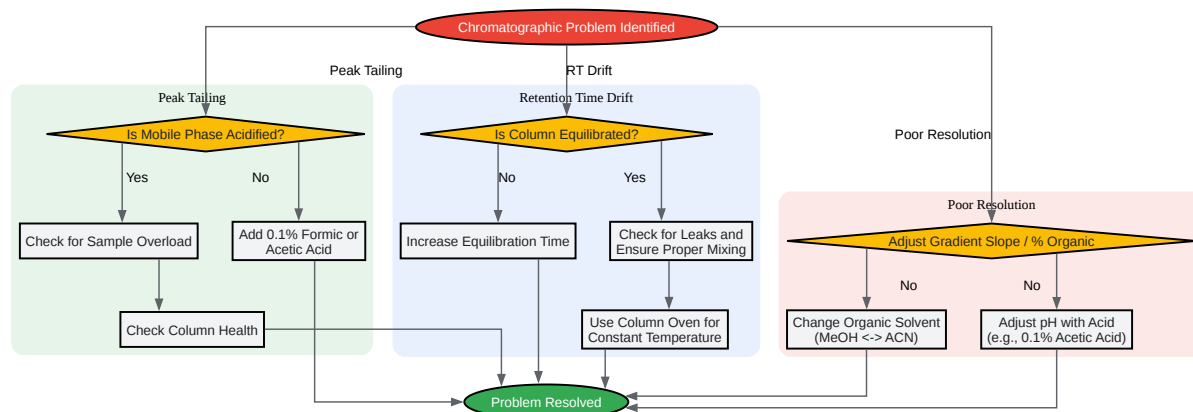 Chromatographic Problem Identified
Peak Tailing
RT Drift
Poor Resolution
Peak Tailing
Is Mobile Phase Acidified?
Yes
No
Check for Sample Overload
Add 0.1% Formic or
Acetic Acid
Check Column Health
Retention Time Drift
Is Column Equilibrated?
No
Yes
Increase Equilibration Time
Check for Leaks and
Ensure Proper Mixing
Use Column Oven for
Constant Temperature
Poor Resolution
Adjust Gradient Slope / % Organic
No
No
Change Organic Solvent
(MeOH <-> ACN)
Adjust pH with Acid
(e.g., 0.1% Acetic Acid)
Problem Resolved